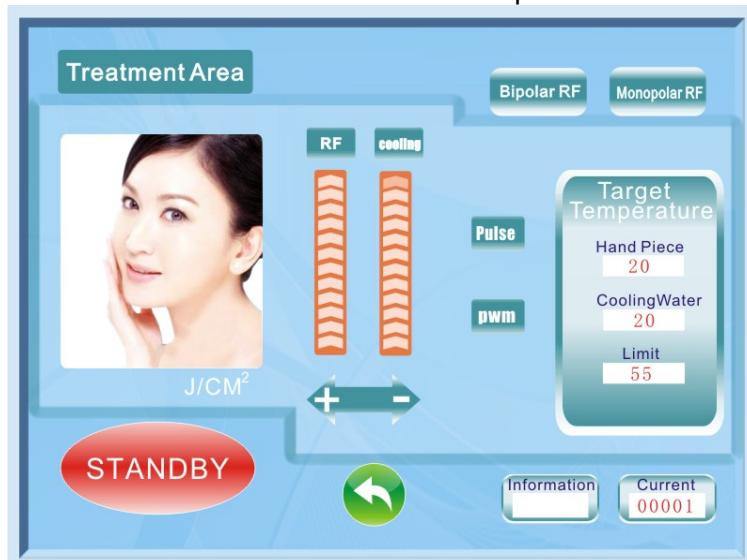 Treatment Area
Bipolar RF
Monopolar RF
RF
cooling
Target
Temperature
Pulse
Hand Piece
20
CoolingWater
20
pwm
Limit
55
J/CM²
+ -
STANDBY
Information
Current
00001